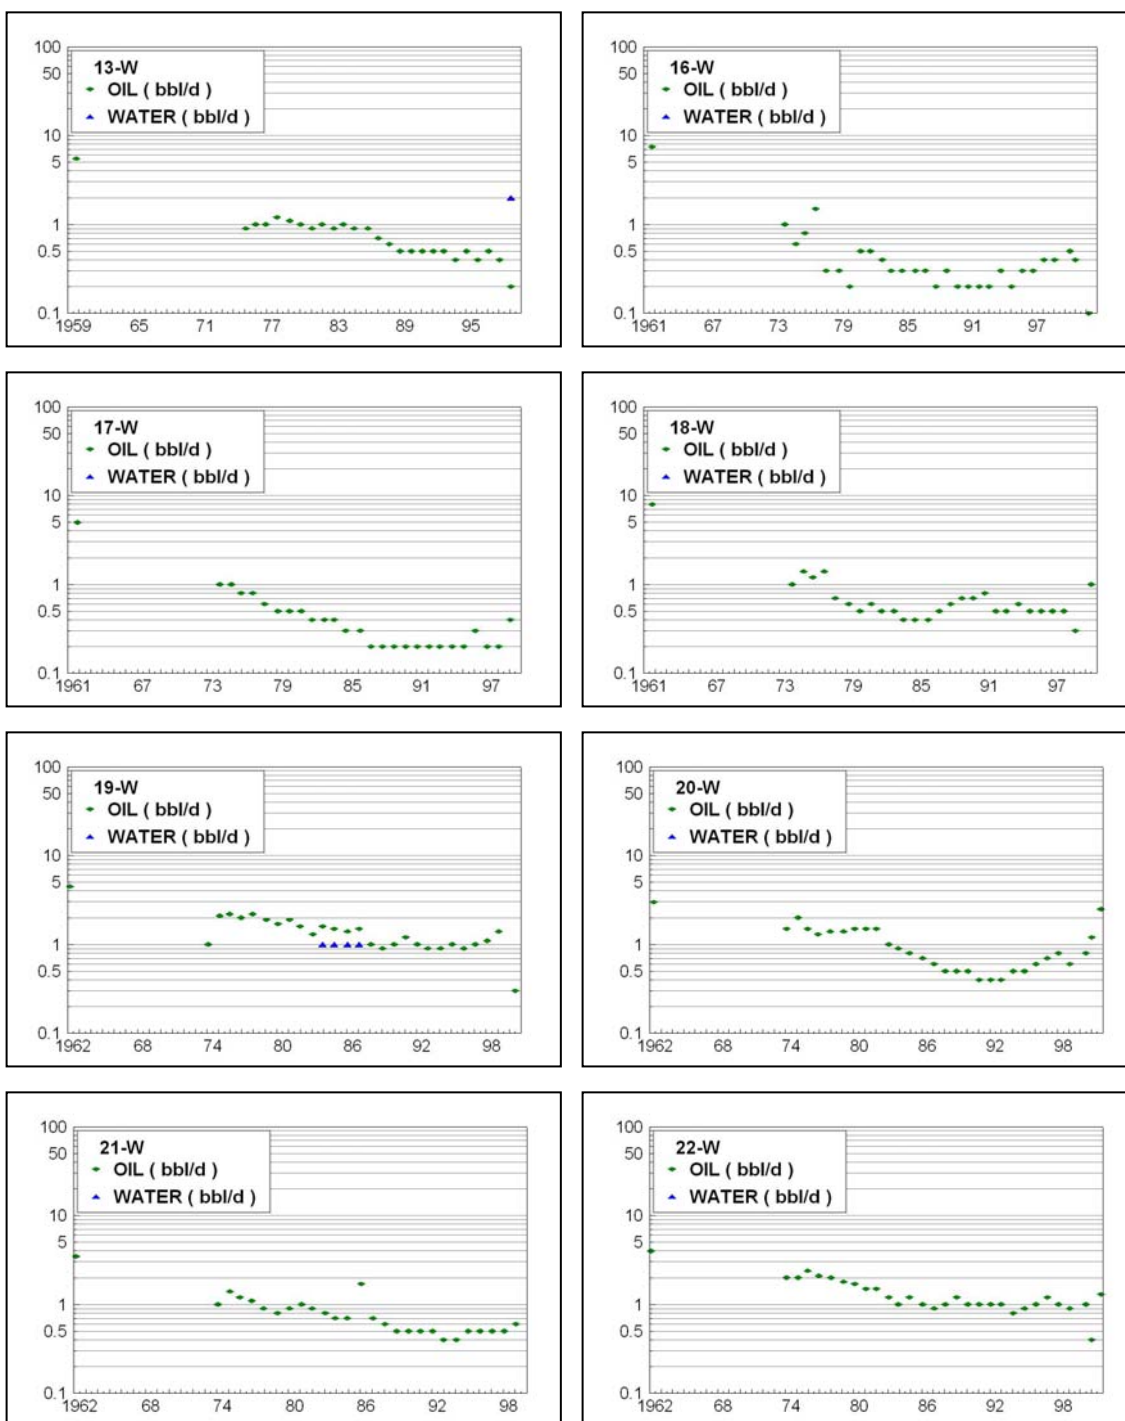 13-W
OIL ( bbl/d )
WATER ( bbl/d )
100
50
10
5
1
0.5
0.1
1959 65 71 77 83 89 95
16-W
OIL ( bbl/d )
WATER ( bbl/d )
100
50
10
5
1
0.5
0.1
1961 67 73 79 85 91 97
17-W
OIL ( bbl/d )
WATER ( bbl/d )
100
50
10
5
1
0.5
0.1
1961 67 73 79 85 91 97
18-W
OIL ( bbl/d )
WATER ( bbl/d )
100
50
10
5
1
0.5
0.1
1961 67 73 79 85 91 97
19-W
OIL ( bbl/d )
WATER ( bbl/d )
100
50
10
5
1
0.5
0.1
1962 68 74 80 86 92 98
20-W
OIL ( bbl/d )
WATER ( bbl/d )
100
50
10
5
1
0.5
0.1
1962 68 74 80 86 92 98
21-W
OIL ( bbl/d )
WATER ( bbl/d )
100
50
10
5
1
0.5
0.1
1962 68 74 80 86 92 98
22-W
OIL ( bbl/d )
WATER ( bbl/d )
100
50
10
5
1
0.5
0.1
1962 68 74 80 86 92 98